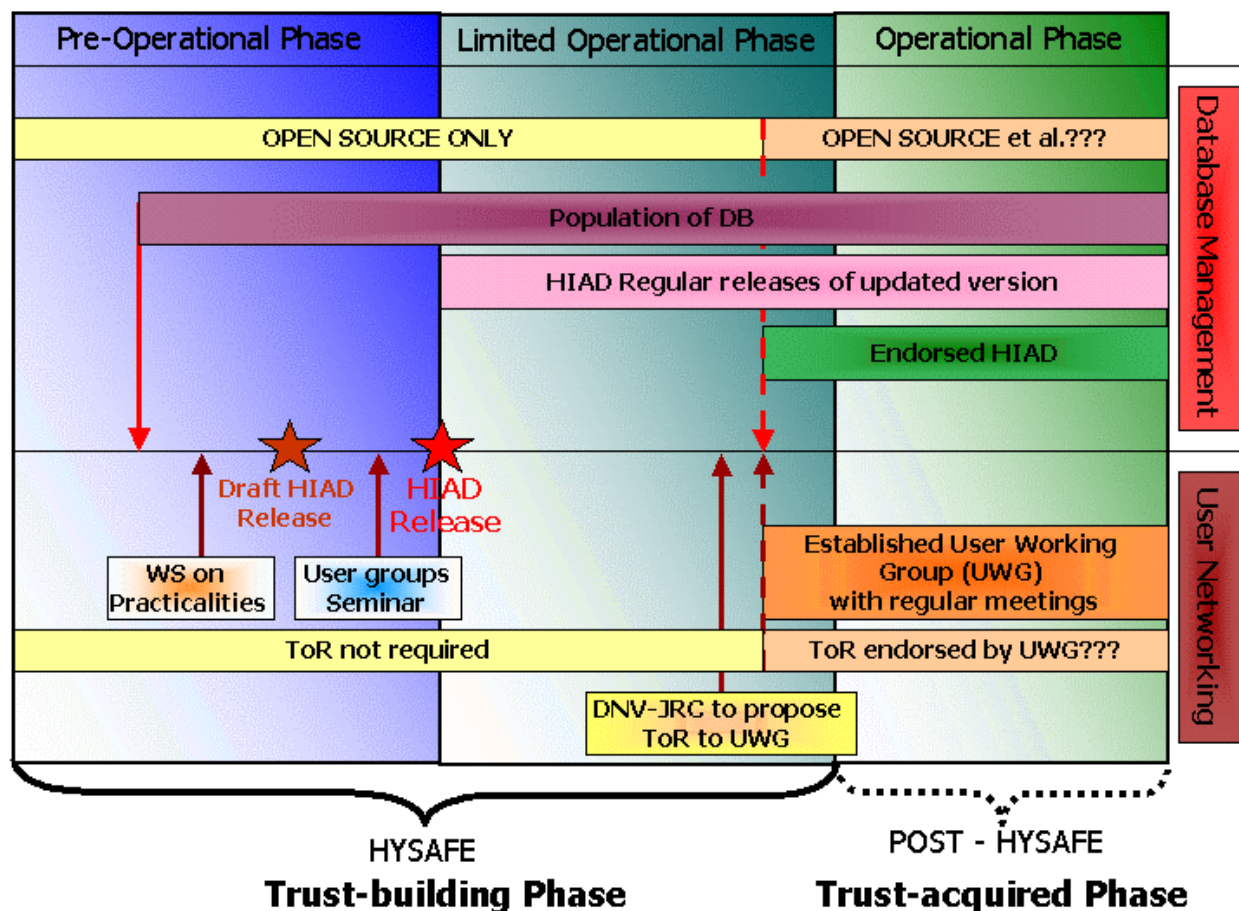 Pre-Operational Phase
Limited Operational Phase
Operational Phase
OPEN SOURCE ONLY
OPEN SOURCE et al.???
Population of DB
HIAD Regular releases of updated version
Endorsed HIAD
Database Management
Draft HIAD
Release
HIAD
Release
WS on
Practicalities
User groups
Seminar
Established User Working
Group (UWG)
with regular meetings
ToR not required
ToR endorsed by UWG???
DNV-JRC to propose
ToR to UWG
User Networking
HYSAFE
Trust-building Phase
POST - HYSAFE
Trust-acquired Phase